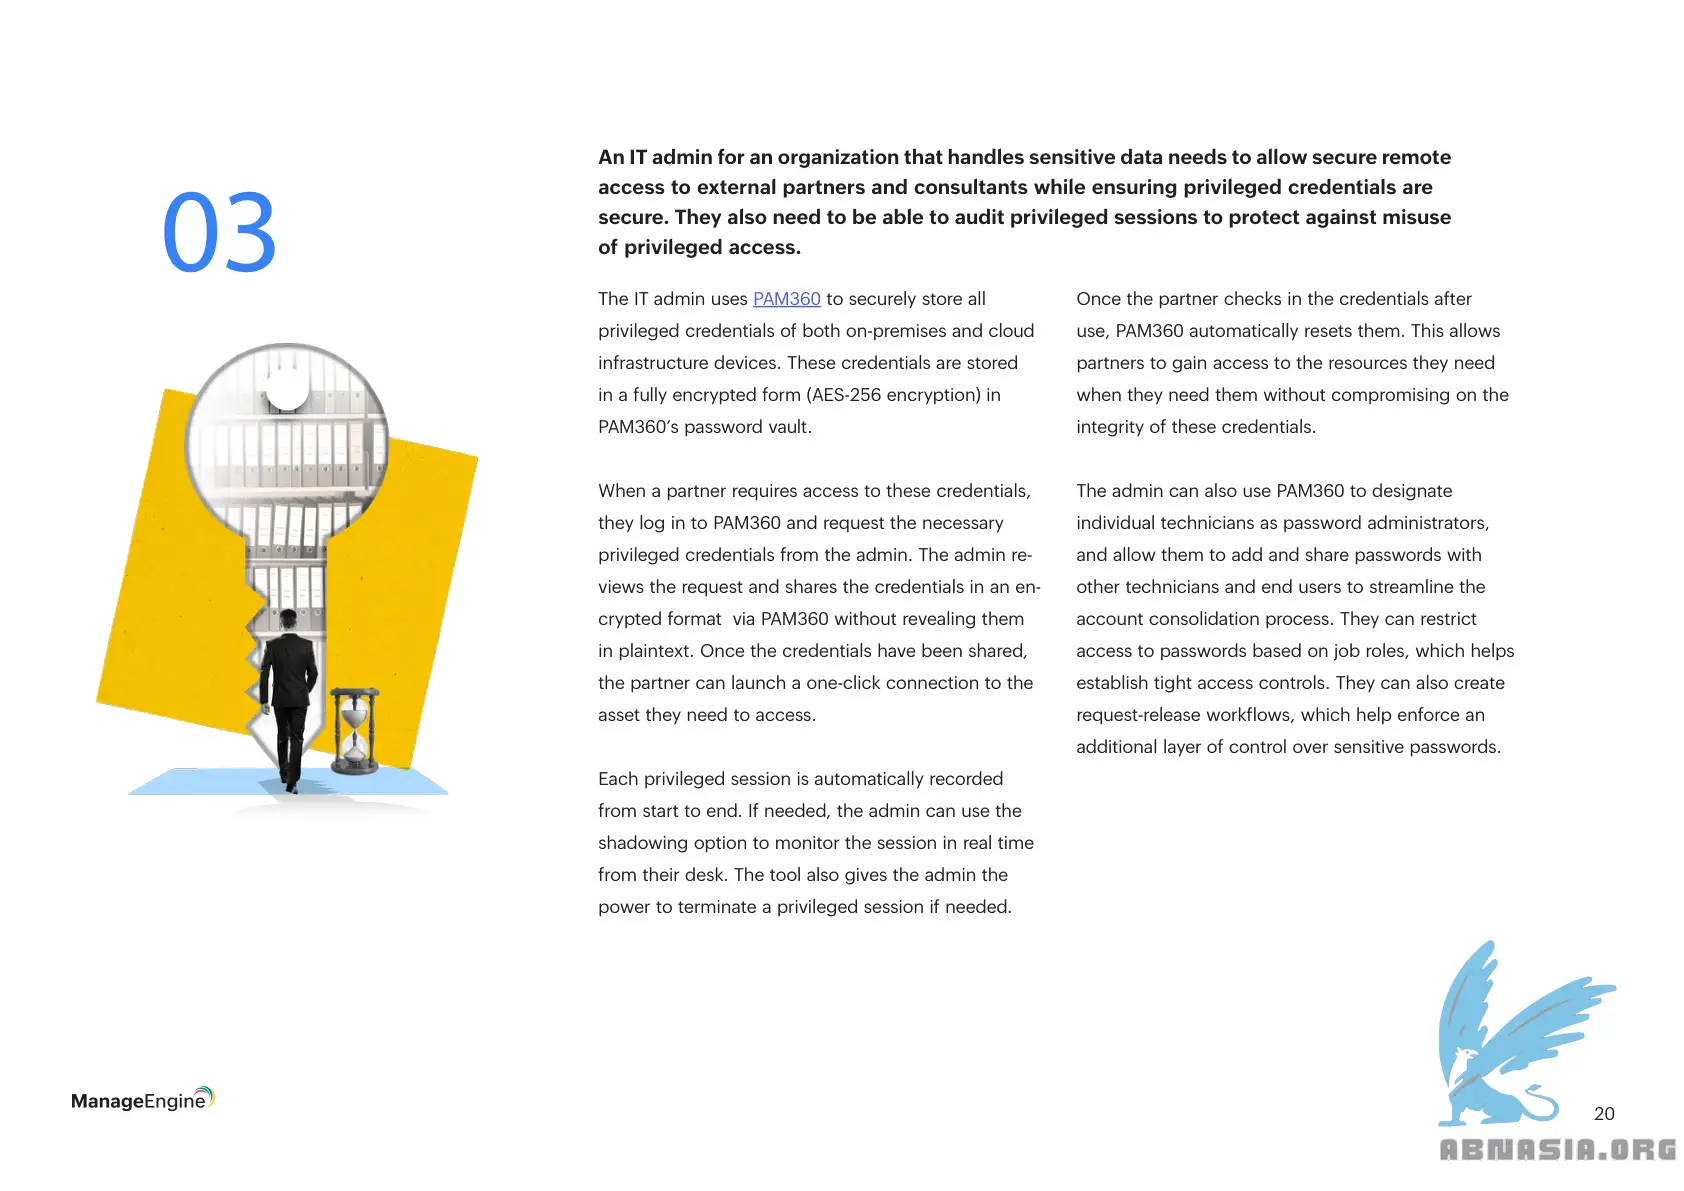 03
An IT admin for an organization that handles sensitive data needs to allow secure remote
access to external partners and consultants while ensuring privileged credentials are
secure. They also need to be able to audit privileged sessions to protect against misuse
of privileged access.
The IT admin uses PAM360 to securely store all
privileged credentials of both on-premises and cloud
infrastructure devices. These credentials are stored
in a fully encrypted form (AES-256 encryption) in
PAM360’s password vault.
When a partner requires access to these credentials,
they log in to PAM360 and request the necessary
privileged credentials from the admin. The admin re-
views the request and shares the credentials in an en-
crypted format  via PAM360 without revealing them
in plaintext. Once the credentials have been shared,
the partner can launch a one-click connection to the
asset they need to access.
Each privileged session is automatically recorded
from start to end. If needed, the admin can use the
shadowing option to monitor the session in real time
from their desk. The tool also gives the admin the
power to terminate a privileged session if needed.
Once the partner checks in the credentials after
use, PAM360 automatically resets them. This allows
partners to gain access to the resources they need
when they need them without compromising on the
integrity of these credentials.
The admin can also use PAM360 to designate
individual technicians as password administrators,
and allow them to add and share passwords with
other technicians and end users to streamline the
account consolidation process. They can restrict
access to passwords based on job roles, which helps
establish tight access controls. They can also create
request-release workflows, which help enforce an
additional layer of control over sensitive passwords.
ManageEngine
20
ABNASIA.ORG